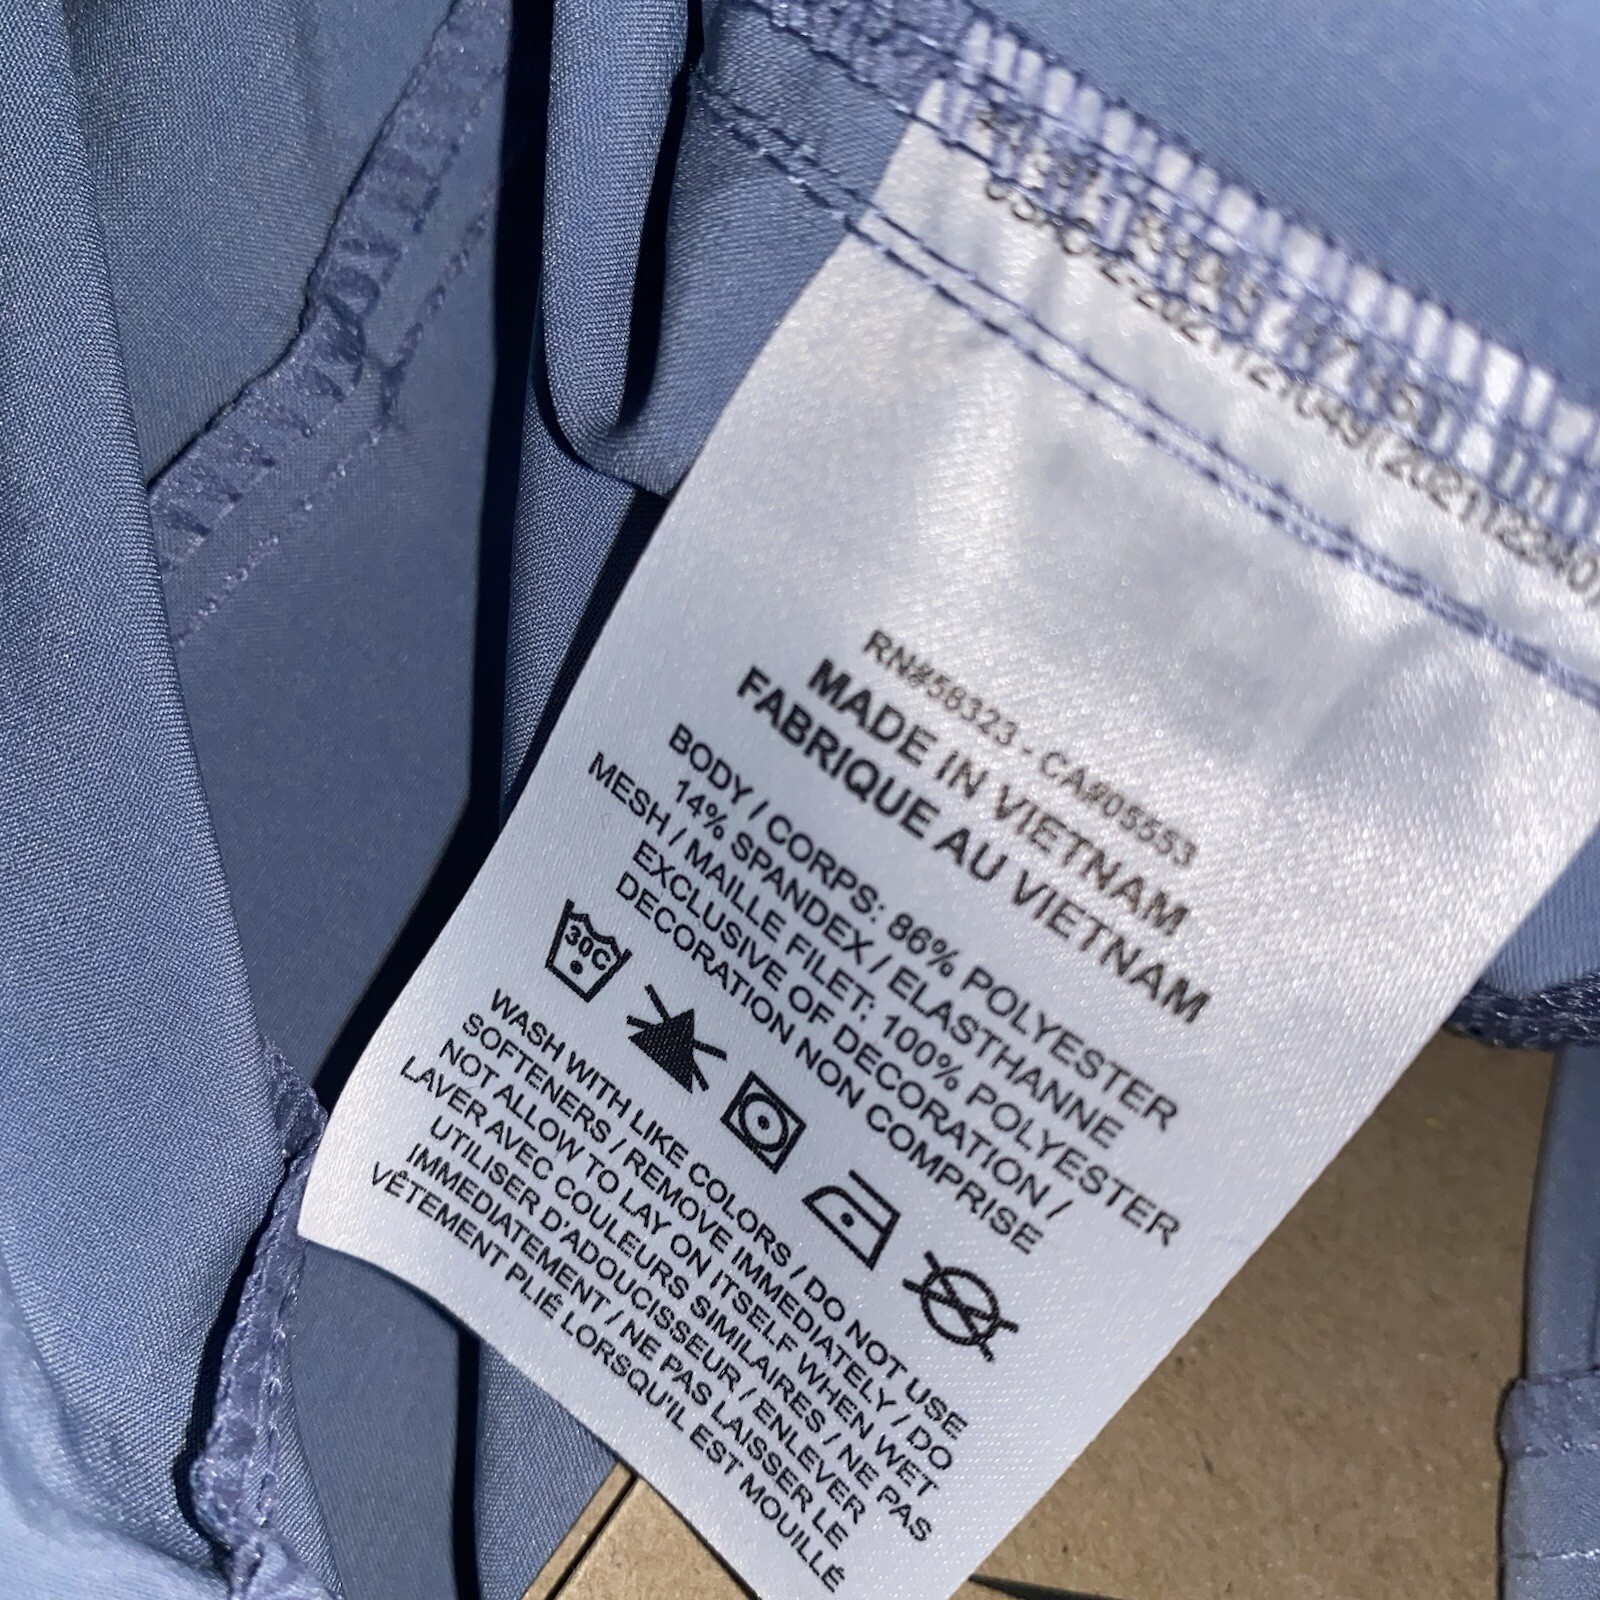 RN#58323 - CA#05553
MADE IN VIETNAM
FABRIQUE AU VIETNAM
BODY / CORPS: 86% POLYESTER
14% SPANDEX / ELASTHANNE
MESH / MAILLE FILET: 100% POLYESTER
EXCLUSIVE OF DECORATION /
DECORATION NON COMPRISE
30C
WASH WITH LIKE COLORS / DO NOT USE
SOFTENERS / REMOVE IMMEDIATELY / DO
NOT ALLOW TO LAY ON ITSELF WHEN WET
LAVER AVEC COULEURS SIMILAIRES / NE PAS
UTILISER D'ADOUCISSEUR / ENLEVER
IMMEDIATEMENT / NE PAS LAISSER LE
VÊTEMENT PLIÉ LORSQU'IL EST MOUILLÉ